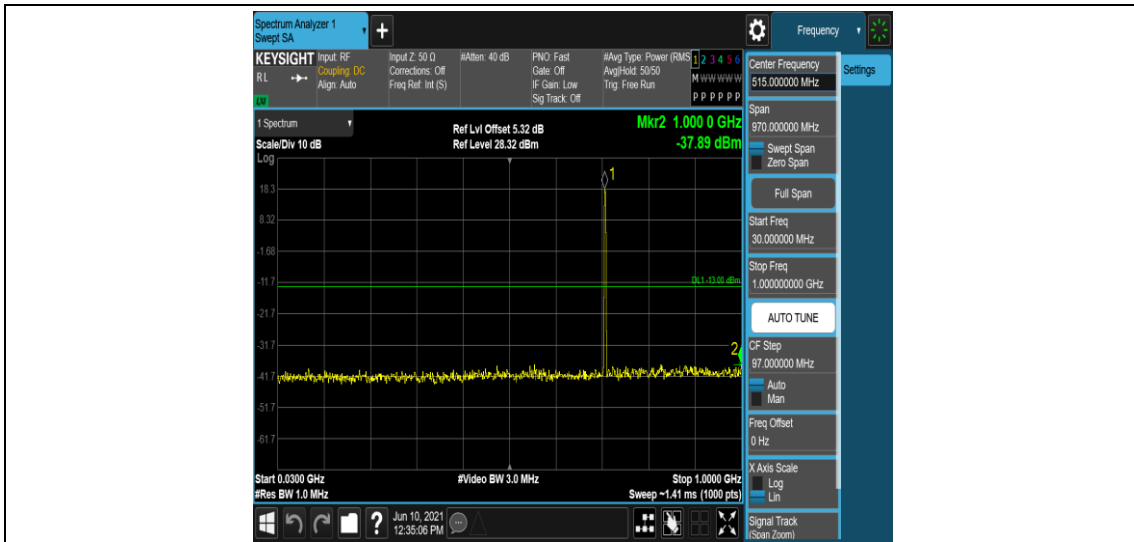 Spectrum Analyzer 1
Swept SA
+
Frequency
KEYSIGHT
RL
LXI
Input: RF
Coupling: DC
Align: Auto
Input Z: 50 Ω
Corrections: Off
Freq Ref: Int (S)
#Atten: 40 dB
PNO: Fast
Gate: Off
IF Gain: Low
Sig Track: Off
#Avg Type: Power (RMS
Avg|Hold: 50/50
Trig: Free Run
1 2 3 4 5 6
M W W W W W
P P P P P P
1 Spectrum
Scale/Div 10 dB
Ref Lvl Offset 5.32 dB
Ref Level 28.32 dBm
Mkr2 1.000 0 GHz
-37.89 dBm
Log
18.3
8.32
-1.68
-11.7
-21.7
-31.7
-41.7
-51.7
-61.7
1
DL1 -13.00 dBm
2
Start 0.0300 GHz
#Res BW 1.0 MHz
#Video BW 3.0 MHz
Stop 1.0000 GHz
Sweep ~1.41 ms (1000 pts)
Center Frequency
515.000000 MHz
Settings
Span
970.000000 MHz
Swept Span
Zero Span
Full Span
Start Freq
30.000000 MHz
Stop Freq
1.000000000 GHz
AUTO TUNE
CF Step
97.000000 MHz
Auto
Man
Freq Offset
0 Hz
X Axis Scale
Log
Lin
Signal Track
(Span Zoom)
?
Jun 10, 2021
12:35:06 PM